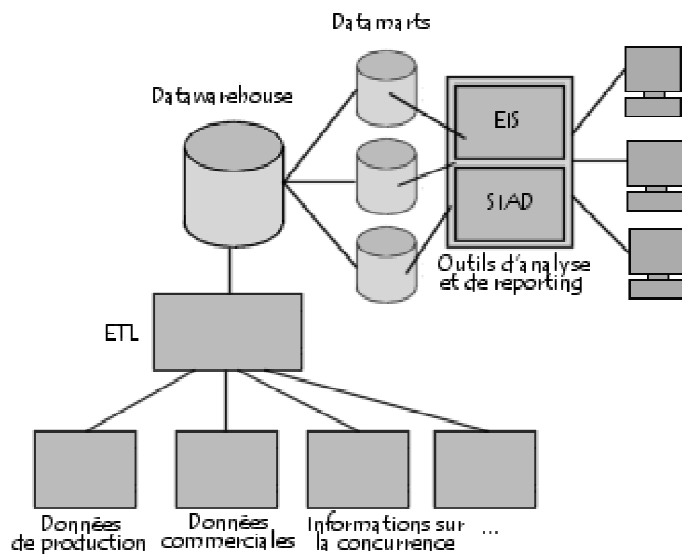 Datamarts
Datawarehouse
EIS
SIAD
Outils d'analyse
et de reporting
ETL
Données
de production
Données
commerciales
Informations sur
la concurrence
...